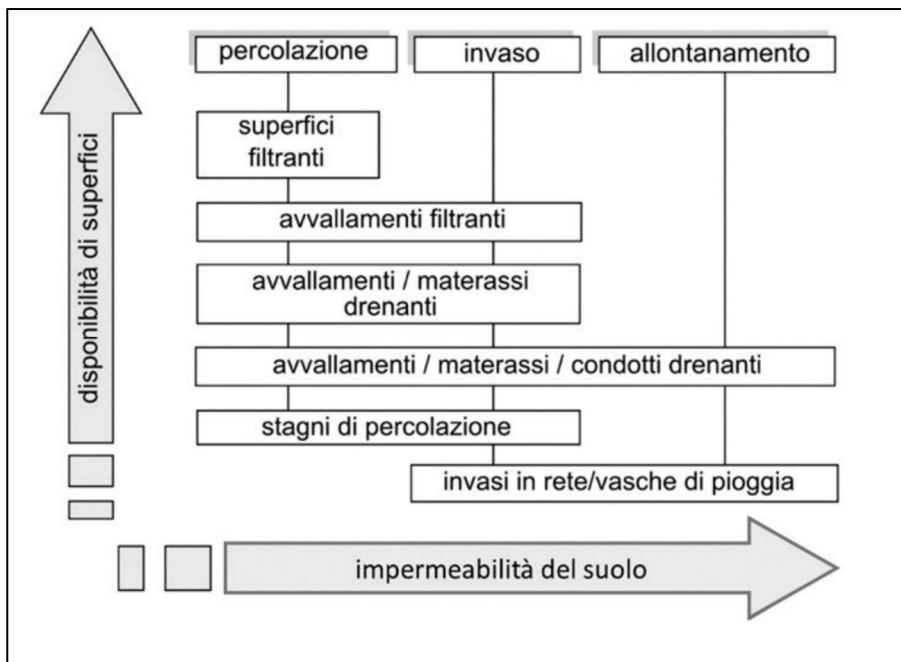 percolazione
invaso
allontanamento
superfici
filtranti
avvallamenti filtranti
avvallamenti / materassi
drenanti
avvallamenti / materassi / condotti drenanti
stagni di percolazione
invasi in rete/vasche di pioggia
disponibilità di superfici
impermeabilità del suolo